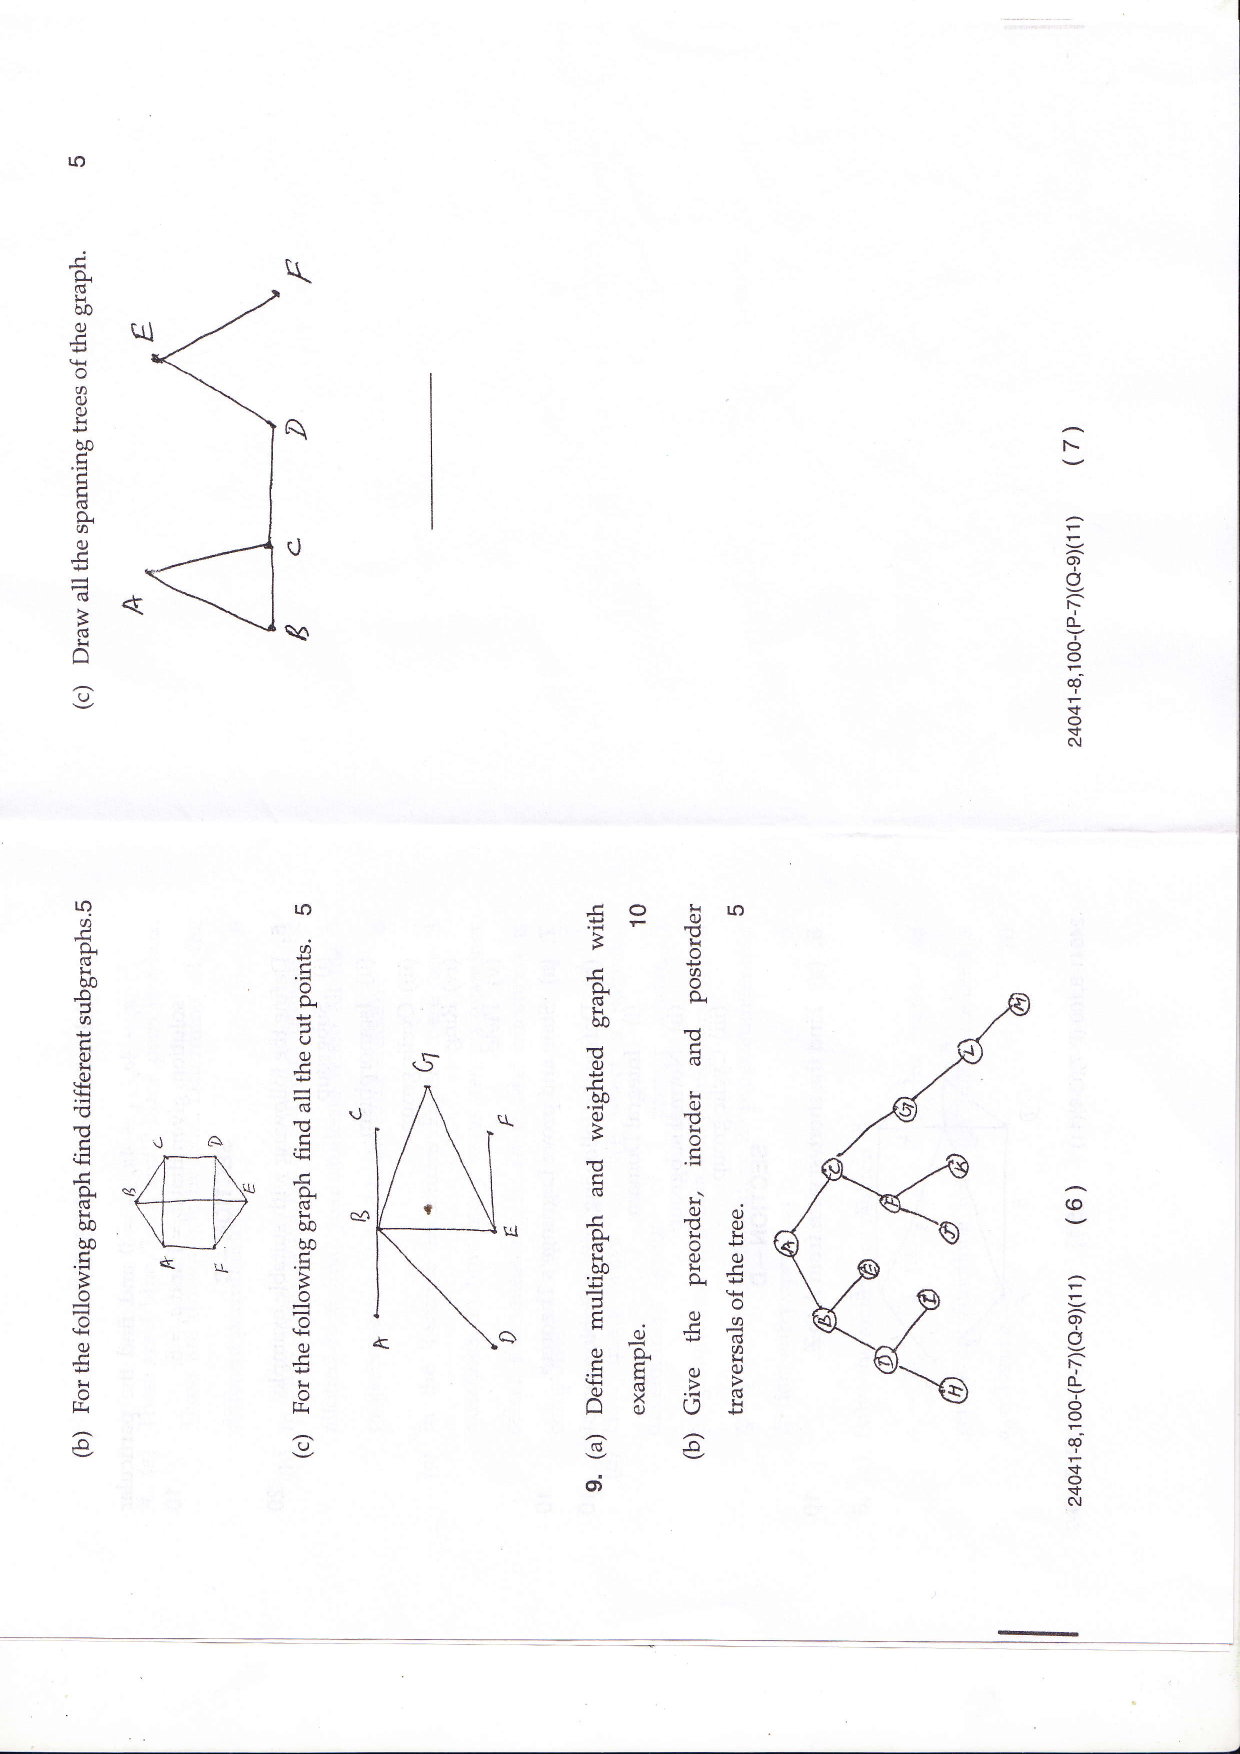 (b) For the following graph find different subgraphs.5
B
A C
F D
E
(c) For the following graph find all the cut points. 5
A B C
G
D E F
9. (a) Define multigraph and weighted graph with
example. 10
(b) Give the preorder, inorder and postorder
traversals of the tree. 5
A
B C
D E F G
H I J K L
M
24041-8,100-(P-7)(Q-9)(11) ( 6 )
(c) Draw all the spanning trees of the graph. 5
A E
B C D F
24041-8,100-(P-7)(Q-9)(11) ( 7 )